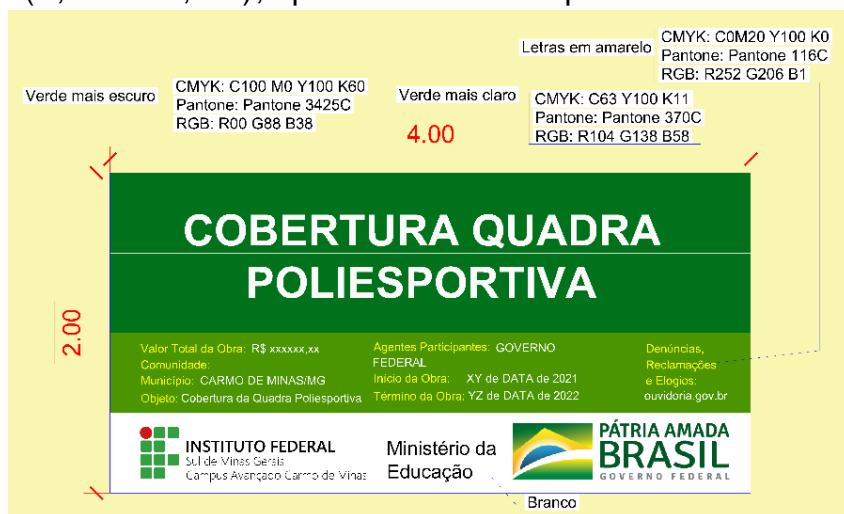 Letras em amarelo
CMYK: C0M20 Y100 K0
Pantone: Pantone 116C
RGB: R252 G206 B1
Verde mais escuro
CMYK: C100 M0 Y100 K60
Pantone: Pantone 3425C
RGB: R00 G88 B38
Verde mais claro
CMYK: C63 Y100 K11
Pantone: Pantone 370C
RGB: R104 G138 B58
4.00
2.00
COBERTURA QUADRA
POLIESPORTIVA
Valor Total da Obra: R$ xxxxxx,xx
Comunidade:
Município: CARMO DE MINAS/MG
Objeto: Cobertura da Quadra Poliesportiva
Agentes Participantes: GOVERNO
FEDERAL
Início da Obra: XY de DATA de 2021
Término da Obra: YZ de DATA de 2022
Denúncias,
Reclamações
e Elogios:
ouvidoria.gov.br
INSTITUTO FEDERAL
Sul de Minas Gerais
Campus Avançado Carmo de Minas
Ministério da
Educação
PÁTRIA AMADA
BRASIL
GOVERNO FEDERAL
Branco